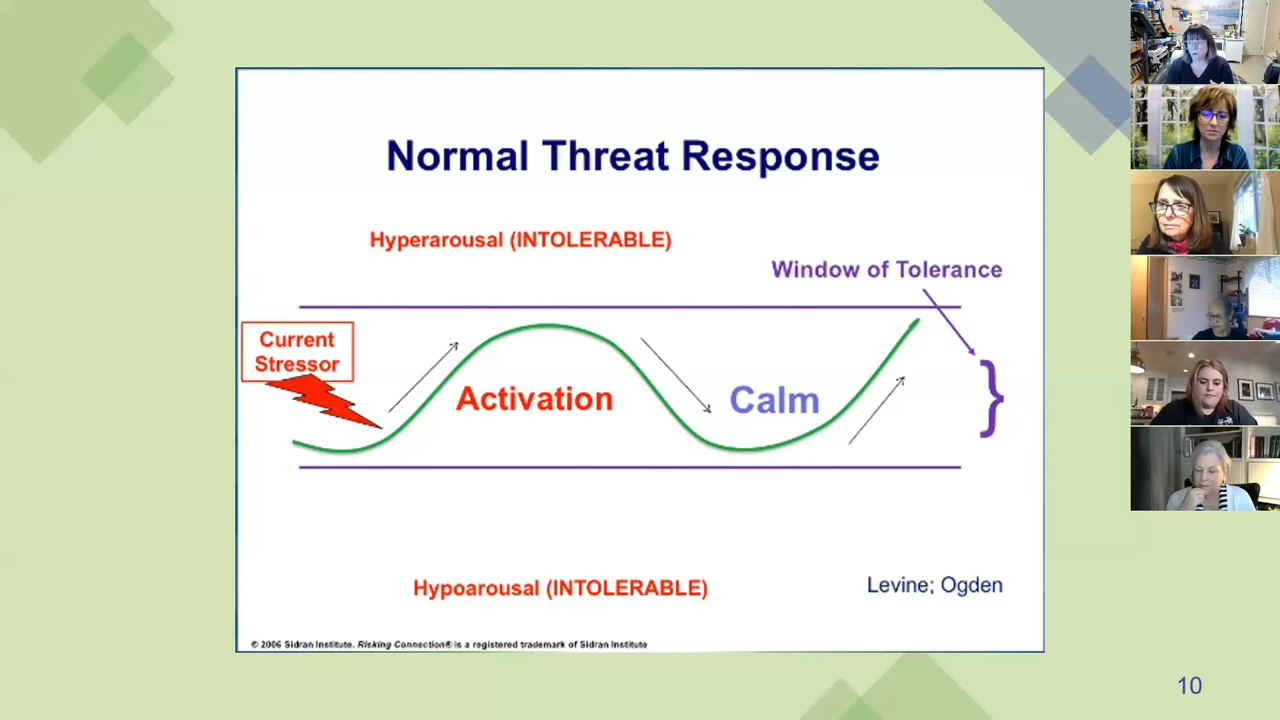 Normal Threat Response
Hyperarousal (INTOLERABLE)
Window of Tolerance
Current
Stressor
Activation
Calm
}
Hypoarousal (INTOLERABLE)
Levine; Ogden
© 2006 Sidran Institute. Risking Connection® is a registered trademark of Sidran Institute
10